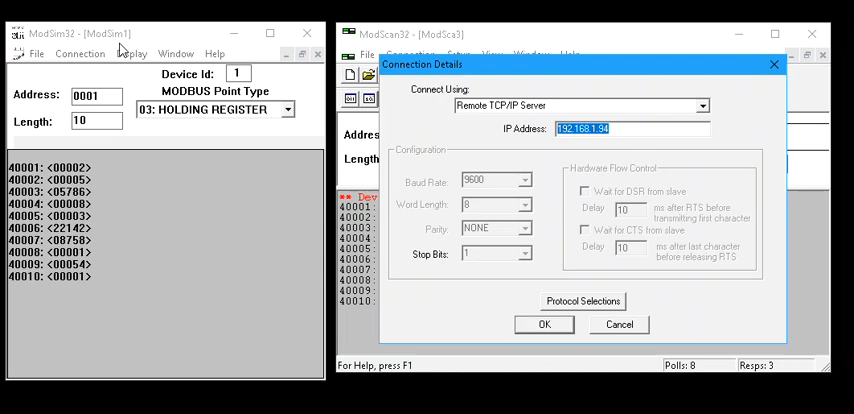 ModSim32 - [ModSim1]
File Connection Display Window Help
Device Id: 1
Address: 0001
MODBUS Point Type
Length: 10
03: HOLDING REGISTER
40001: <00002>
40002: <00005>
40003: <05786>
40004: <00008>
40005: <00003>
40006: <22142>
40007: <08758>
40008: <00001>
40009: <00054>
40010: <00001>
ModScan32 - [ModSca3]
File Connection Setup View Window Help
Addres
Length
** Dev
40001:
40002:
40003:
40004:
40005:
40006:
40007:
40008:
40009:
40010:
For Help, press F1
Polls: 8
Resps: 3
Connection Details
Connect Using:
Remote TCP/IP Server
IP Address: 192.168.1.94
Configuration
Baud Rate: 9600
Word Length: 8
Parity: NONE
Stop Bits: 1
Hardware Flow Control
Wait for DSR from slave
Delay 10 ms after RTS before
transmitting first character
Wait for CTS from slave
Delay 10 ms after last character
before releasing RTS
Protocol Selections
OK Cancel